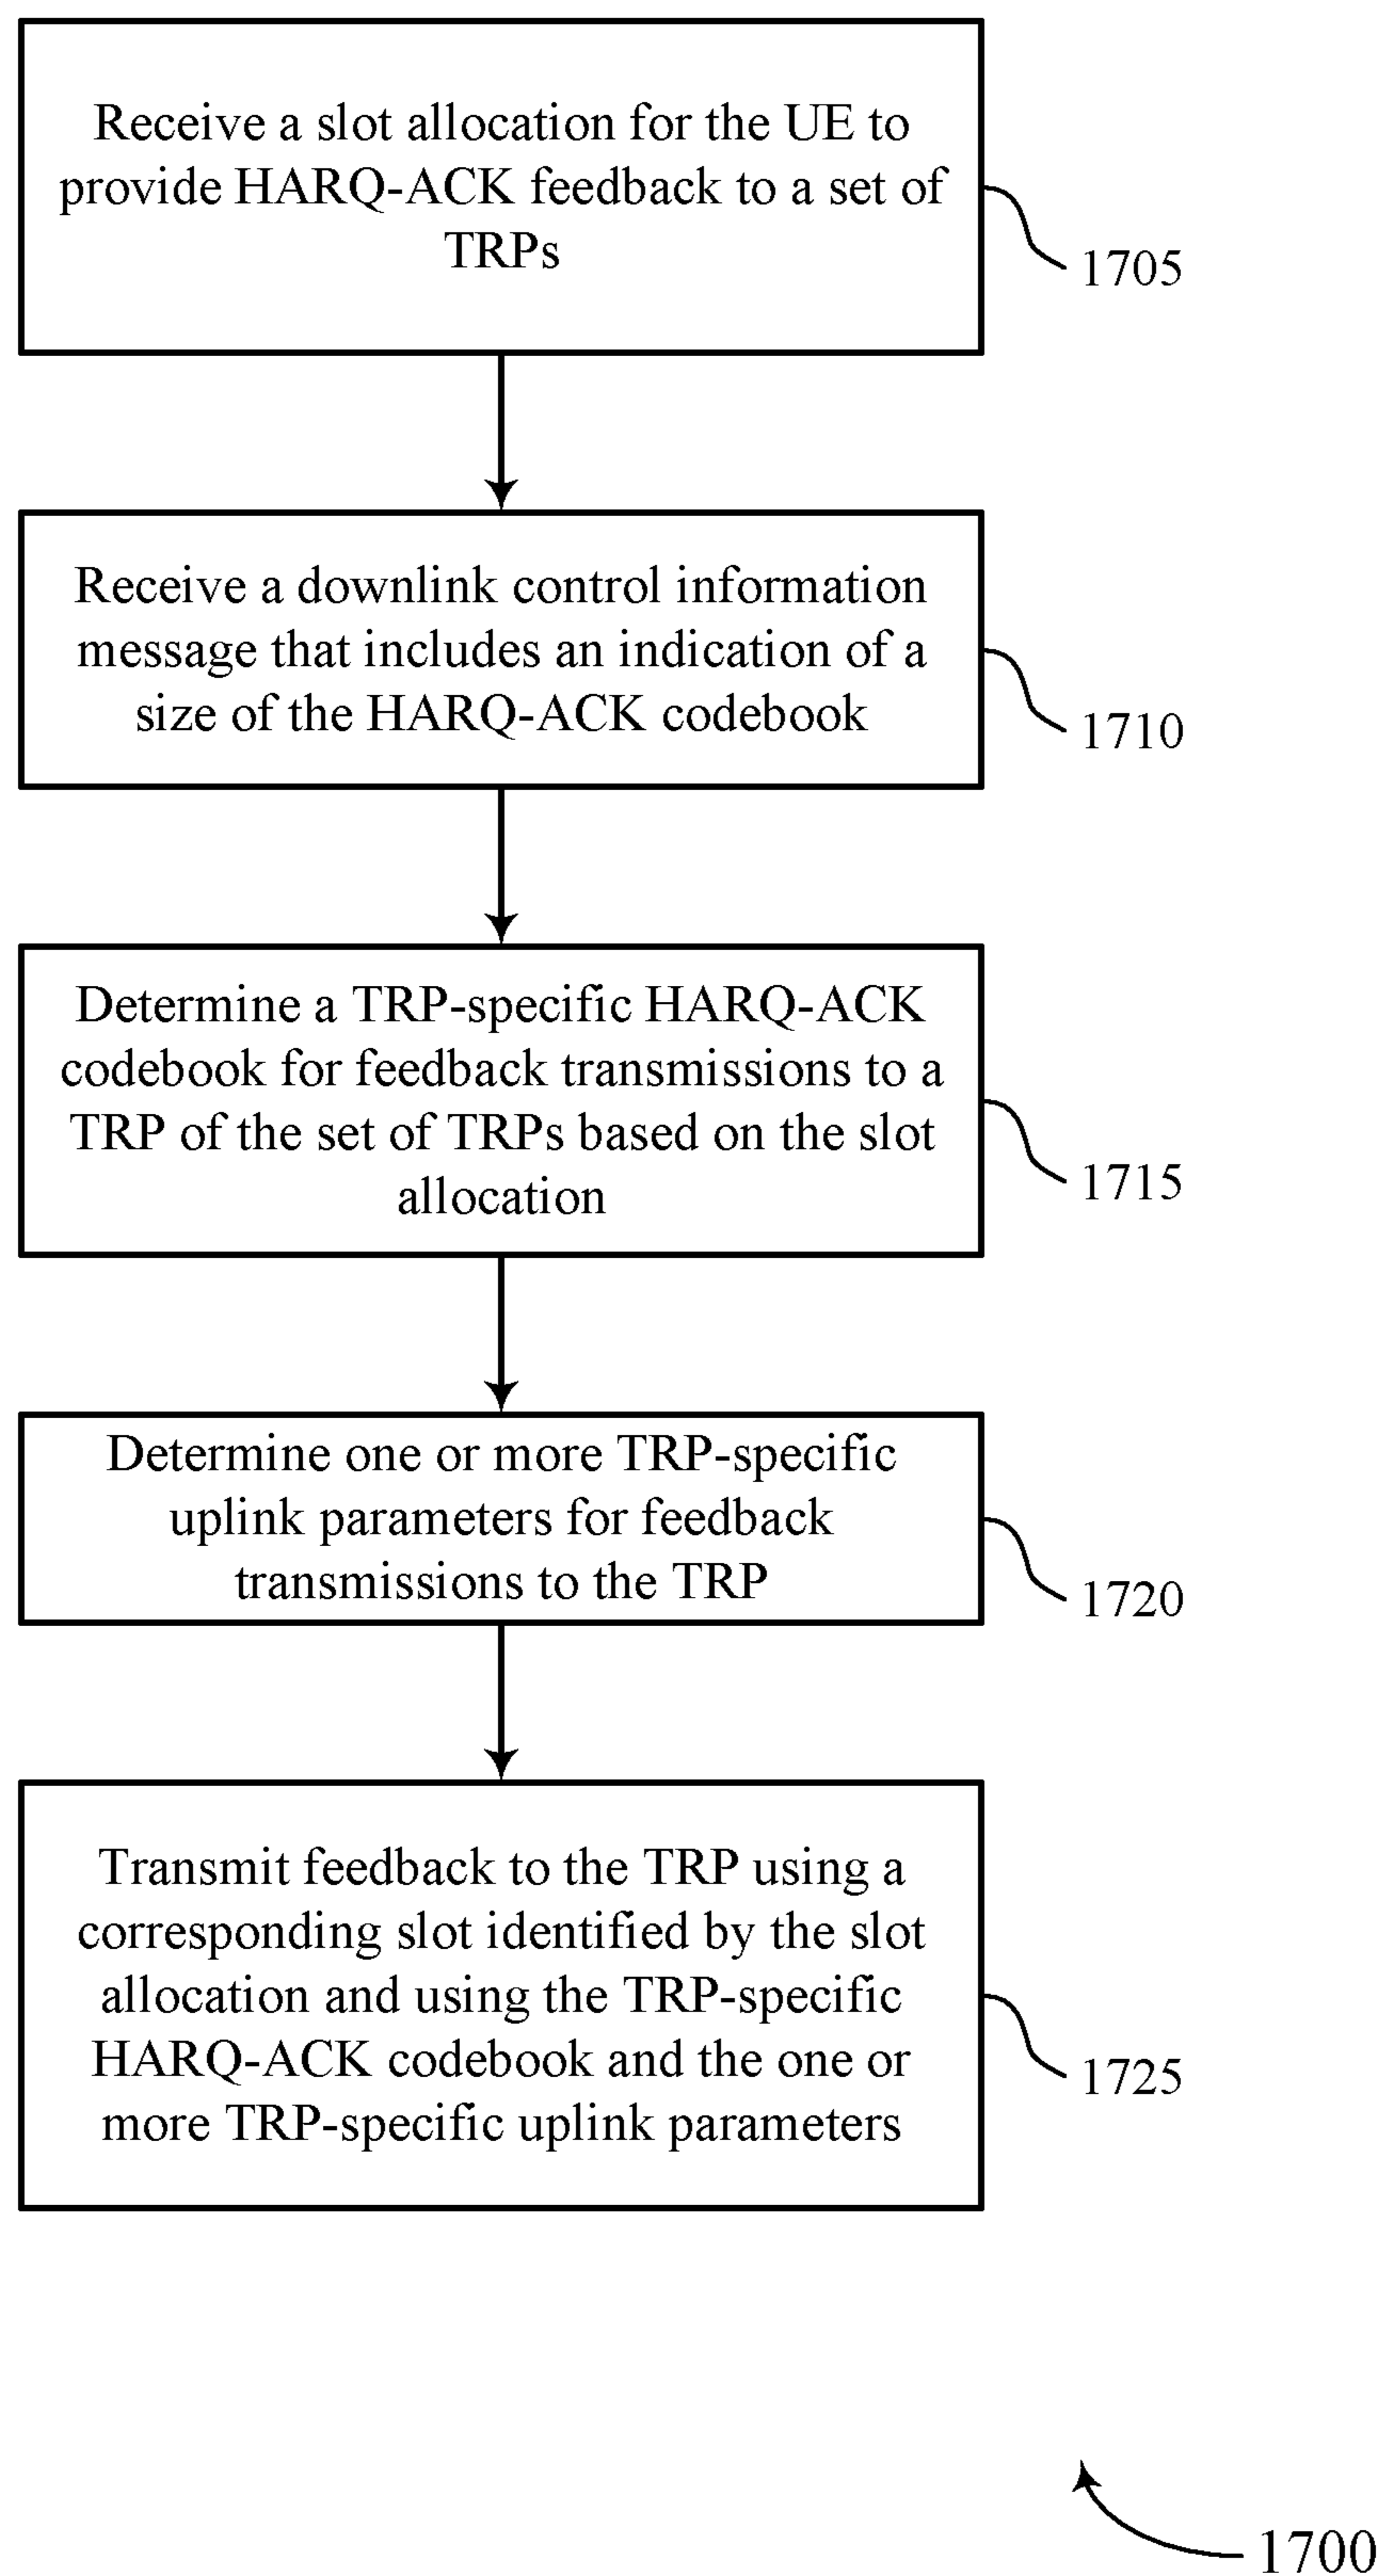 Receive a slot allocation for the UE to
provide HARQ-ACK feedback to a set of
TRPs
1705
Receive a downlink control information
message that includes an indication of a
size of the HARQ-ACK codebook
1710
Determine a TRP-specific HARQ-ACK
codebook for feedback transmissions to a
TRP of the set of TRPs based on the slot
allocation
1715
Determine one or more TRP-specific
uplink parameters for feedback
transmissions to the TRP
1720
Transmit feedback to the TRP using a
corresponding slot identified by the slot
allocation and using the TRP-specific
HARQ-ACK codebook and the one or
more TRP-specific uplink parameters
1725
1700